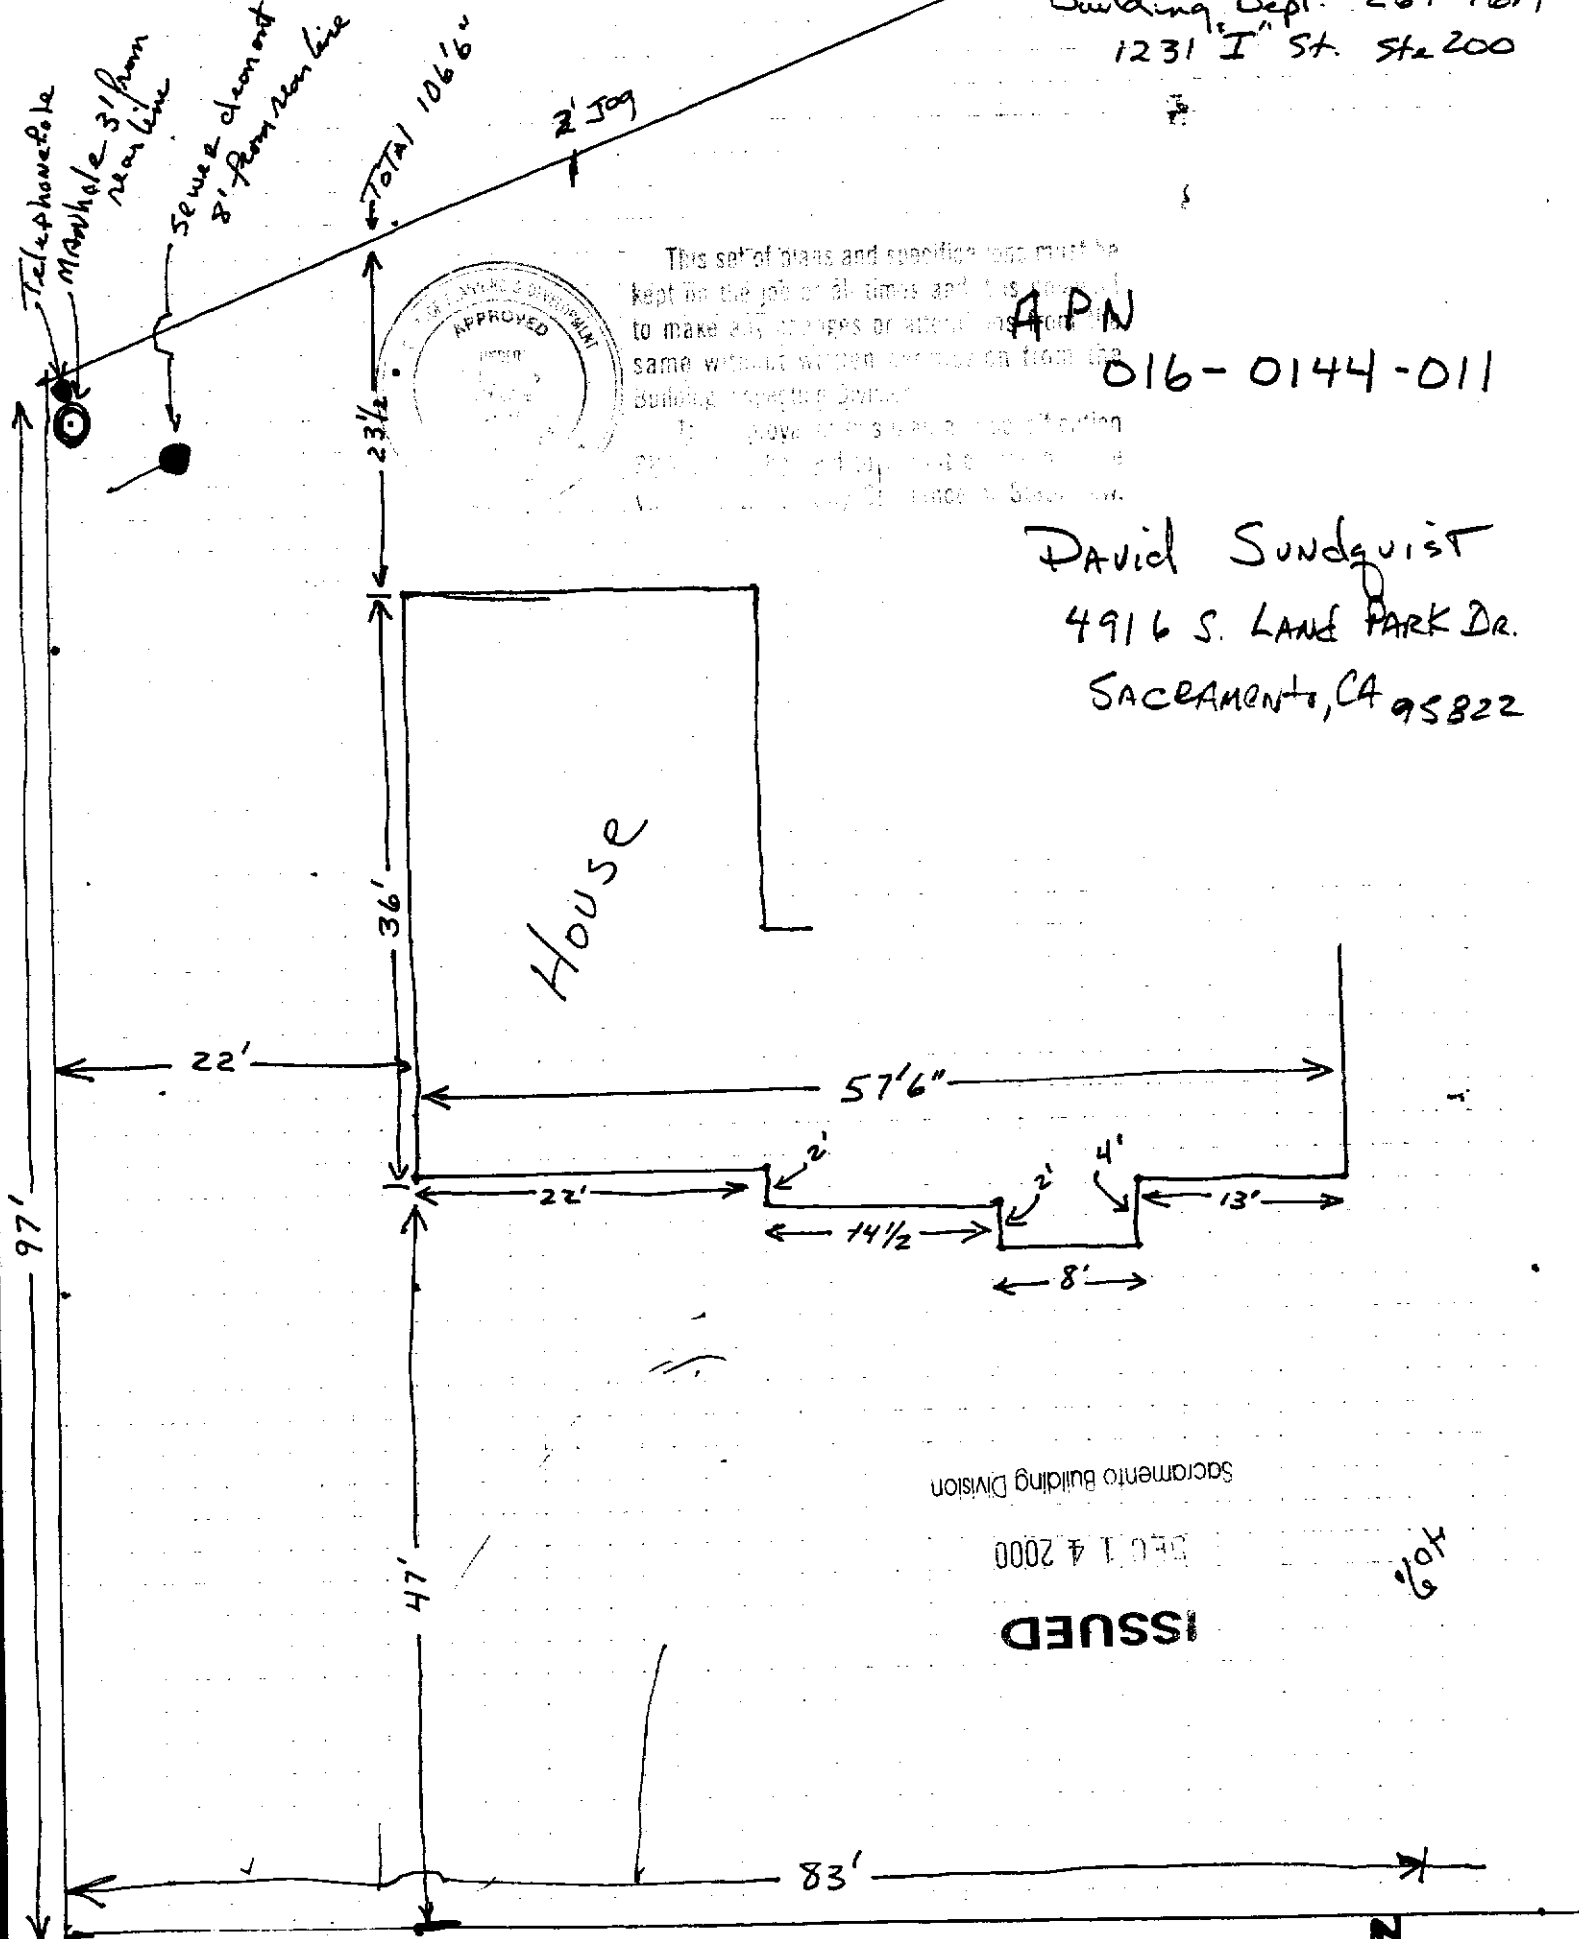 Building Dept. 264
1231 "I" St. Ste 200
Telephone Pole
Manhole 3' from
rear line
Sewer cleanout
8' from rear line
Total 106'6"
2' Jog
This set of plans and specifications must be
kept on the job at all times and
to make any changes or alterations from the
same without written permission from the
Building Inspection
APPROVED
APN
016-0144-011
23½'
David Sundquist
4916 S. Land Park Dr.
Sacramento, CA 95822
House
36'
22'
57'6"
2'
2'
4'
22'
14½
13'
8'
97'
47'
Sacramento Building Division
DEC 14 2000
ISSUED
83'
N